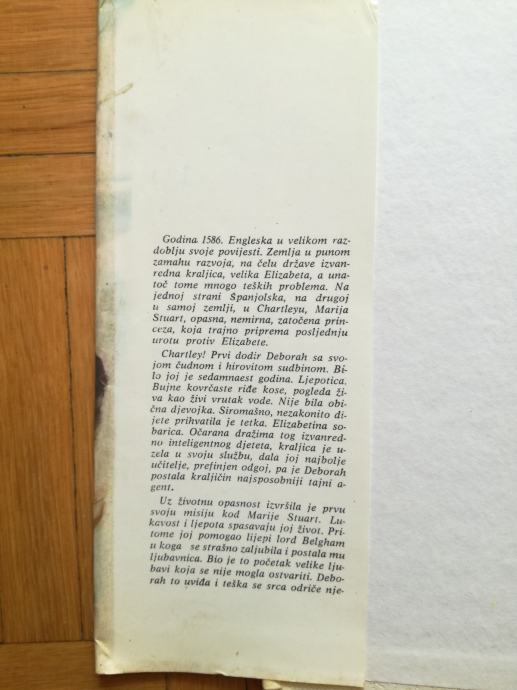 Godina 1586. Engleska u velikom raz-
doblju svoje povijesti. Zemlja u punom
zamahu razvoja, na čelu države izvan-
redna kraljica, velika Elizabeta, a una-
toč tome mnogo teških problema. Na
jednoj strani Španjolska, na drugoj
u samoj zemlji, u Chartleyu, Marija
Stuart, opasna, nemirna, zatočena prin-
ceza, koja trajno priprema posljednju
urotu protiv Elizabete.
Chartley! Prvi dodir Deborah sa svo-
jom čudnom i hirovitom sudbinom. Bi-
lo joj je sedamnaest godina. Ljepotica.
Bujne kovrčaste riđe kose, pogleda ži-
va kao živi vrutak vode. Nije bila obi-
čna djevojka. Siromašno, nezakonito di-
jete prihvatila je tetka. Elizabetina so-
barica. Očarana dražima tog izvanred-
no inteligentnog djeteta, kraljica je u-
zela u svoju službu, dala joj najbolje
učitelje, prefinjen odgoj, pa je Deborah
postala kraljičin najsposobniji tajni a-
gent.
Uz životnu opasnost izvršila je prvu
svoju misiju kod Marije Stuart. Lu-
kavost i ljepota spasavaju joj život. Pri-
tome joj pomogao lijepi lord Belgham
u koga se strašno zaljubila i postala mu
ljubavnica. Bio je to početak velike lju-
bavi koja se nije mogla ostvariti. Debo-
rah to uviđa i teška se srca odriče nje-